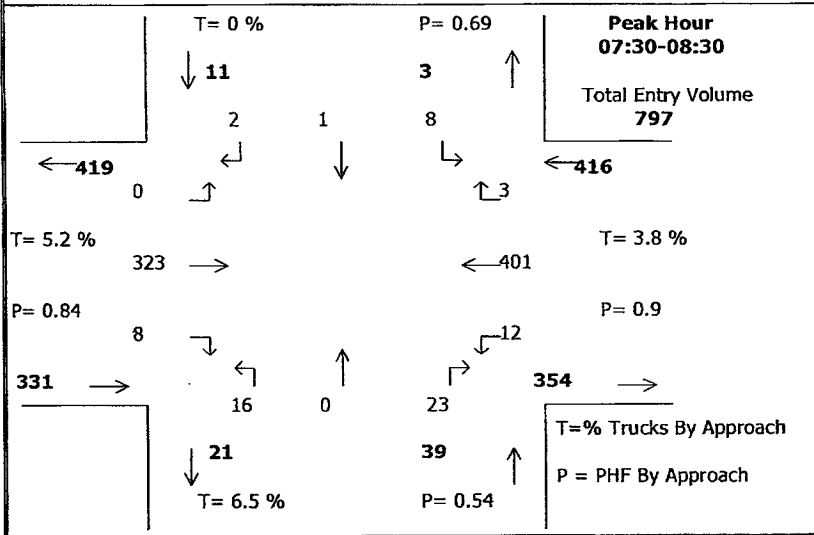 T= 0 %
P= 0.69
Peak Hour
07:30-08:30
11
3
Total Entry Volume
797
2
1
8
419
416
0
3
T= 5.2 %
T= 3.8 %
323
401
P= 0.84
P= 0.9
8
12
331
354
16
0
23
T=% Trucks By Approach
21
39
P = PHF By Approach
T= 6.5 %
P= 0.54